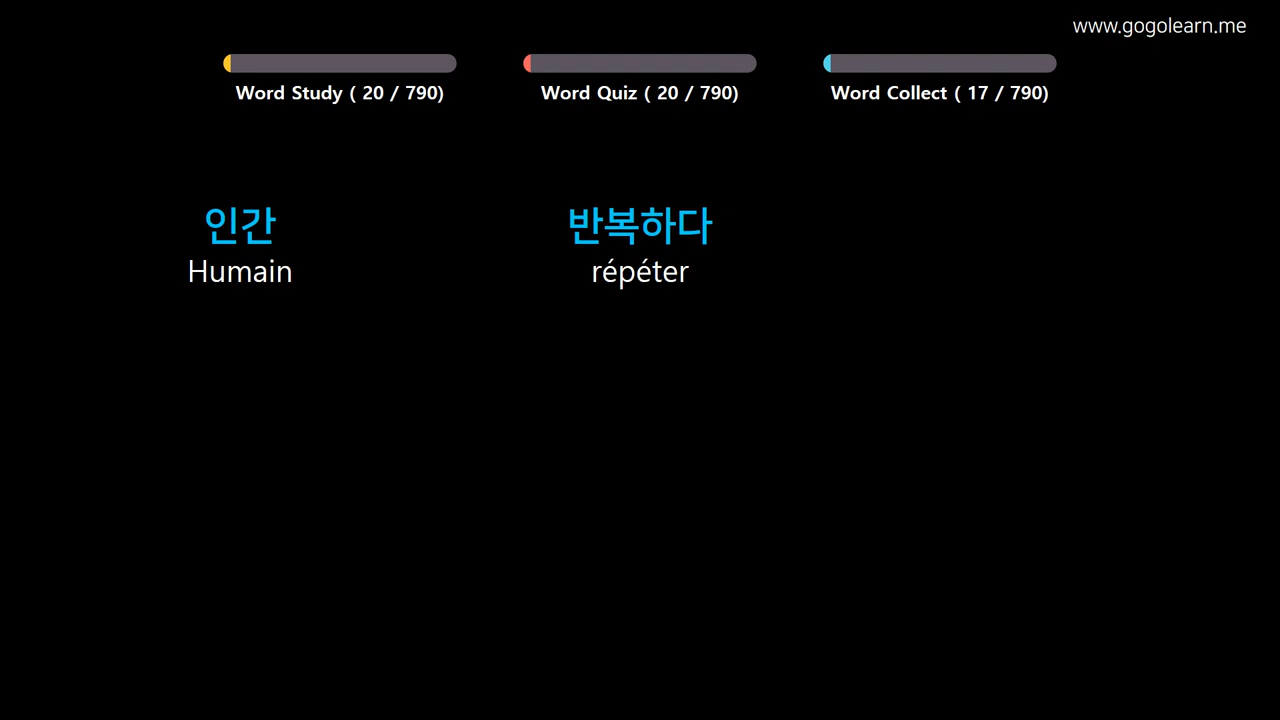 www.gogolearn.me
Word Study ( 20 / 790)
Word Quiz ( 20 / 790)
Word Collect ( 17 / 790)
인간
Humain
반복하다
répéter